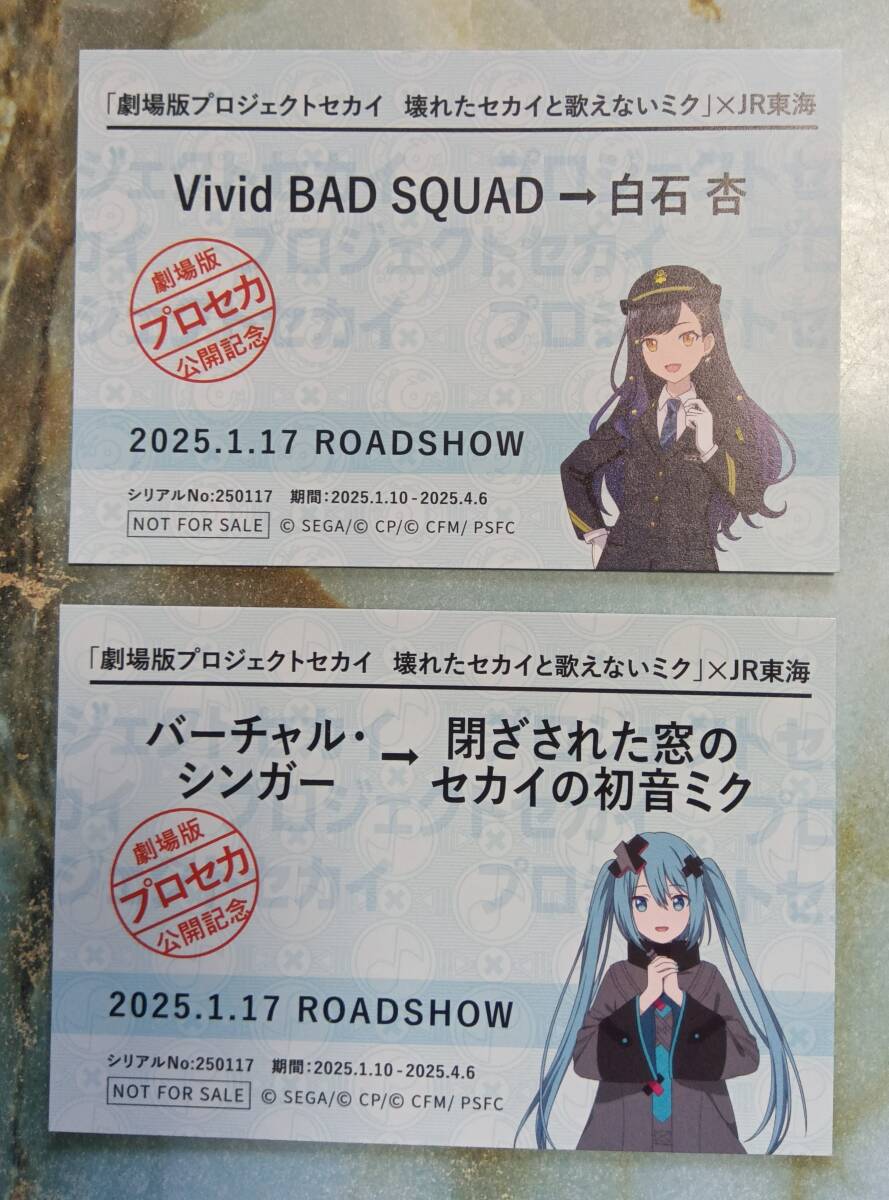 「劇場版プロジェクトセカイ 壊れたセカイと歌えないミク」×JR東海
Vivid BAD SQUAD → 白石 杏
劇場版
プロセカ
公開記念
2025.1.17 ROADSHOW
シリアルNo:250117 期間:2025.1.10-2025.4.6
NOT FOR SALE © SEGA/© CP/© CFM/ PSFC
「劇場版プロジェクトセカイ 壊れたセカイと歌えないミク」×JR東海
バーチャル・
シンガー
→
閉ざされた窓の
セカイの初音ミク
劇場版
プロセカ
公開記念
2025.1.17 ROADSHOW
シリアルNo:250117 期間:2025.1.10-2025.4.6
NOT FOR SALE © SEGA/© CP/© CFM/ PSFC